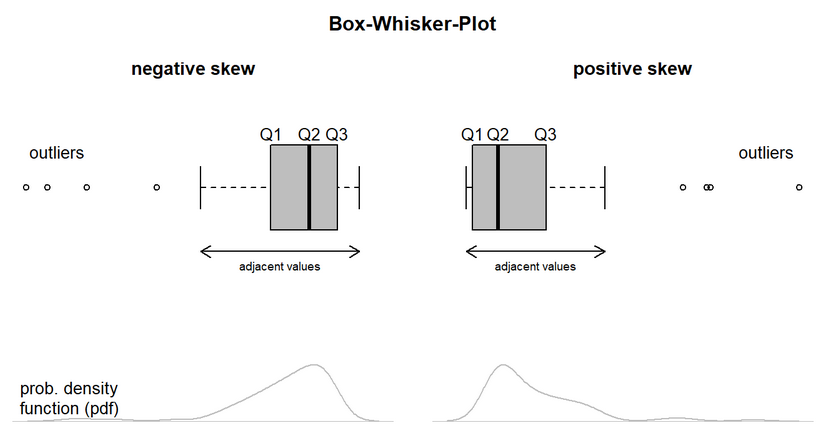 Box-Whisker-Plot
negative skew
positive skew
Q1 Q2 Q3
Q1 Q2 Q3
outliers
outliers
adjacent values
adjacent values
prob. density
function (pdf)